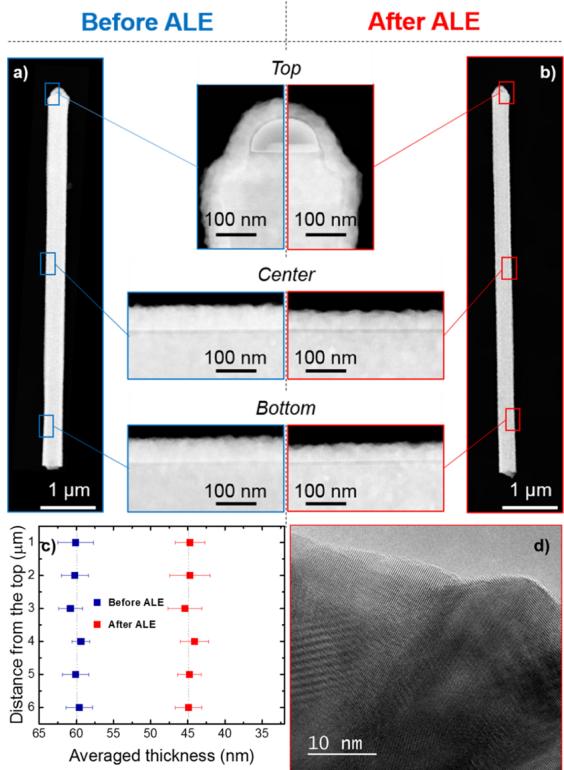 Before ALE
After ALE
a)
b)
Top
100 nm
100 nm
Center
100 nm
100 nm
Bottom
100 nm
100 nm
1 µm
1 µm
c)
d)
Distance from the top (µm)
1
2
3
4
5
6
Before ALE
After ALE
65 60 55 50 45 40 35
Averaged thickness (nm)
10 nm